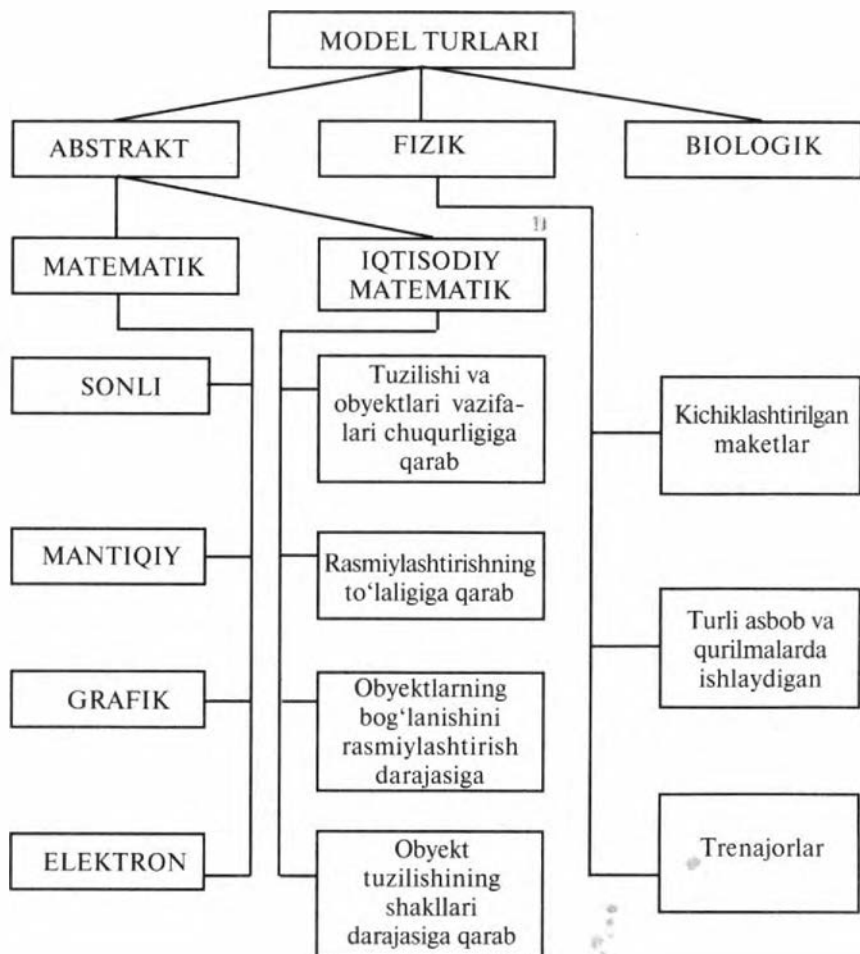 MODEL TURLARI
ABSTRAKT
FIZIK
BIOLOGIK
MATEMATIK
IQTISODIY
MATEMATIK
SONLI
MANTIQIY
GRAFIK
ELEKTRON
Tuzilishi va
obyektlari vazifa-
lari chuqurligiga
qarab
Rasmiylashtirishning
to‘laligiga qarab
Obyektlarning
bog‘lanishini
rasmiylashtirish
darajasiga
Obyekt
tuzilishining
shakllari
darajasiga qarab
Kichiklashtirilgan
maketlar
Turli asbob va
qurilmalarda
ishlaydigan
Trenajorlar